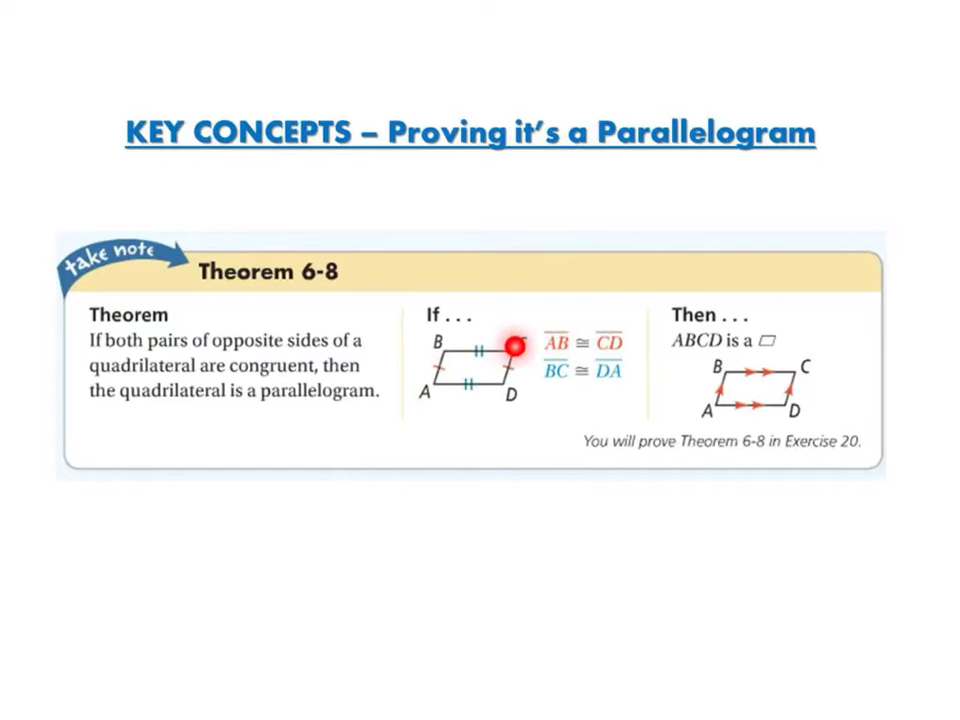 KEY CONCEPTS – Proving it's a Parallelogram
take note
Theorem 6-8
Theorem
If both pairs of opposite sides of a
quadrilateral are congruent, then
the quadrilateral is a parallelogram.
If . . .
B
A
D
AB ≅ CD
BC ≅ DA
Then . . .
ABCD is a ▱
B
C
A
D
You will prove Theorem 6-8 in Exercise 20.